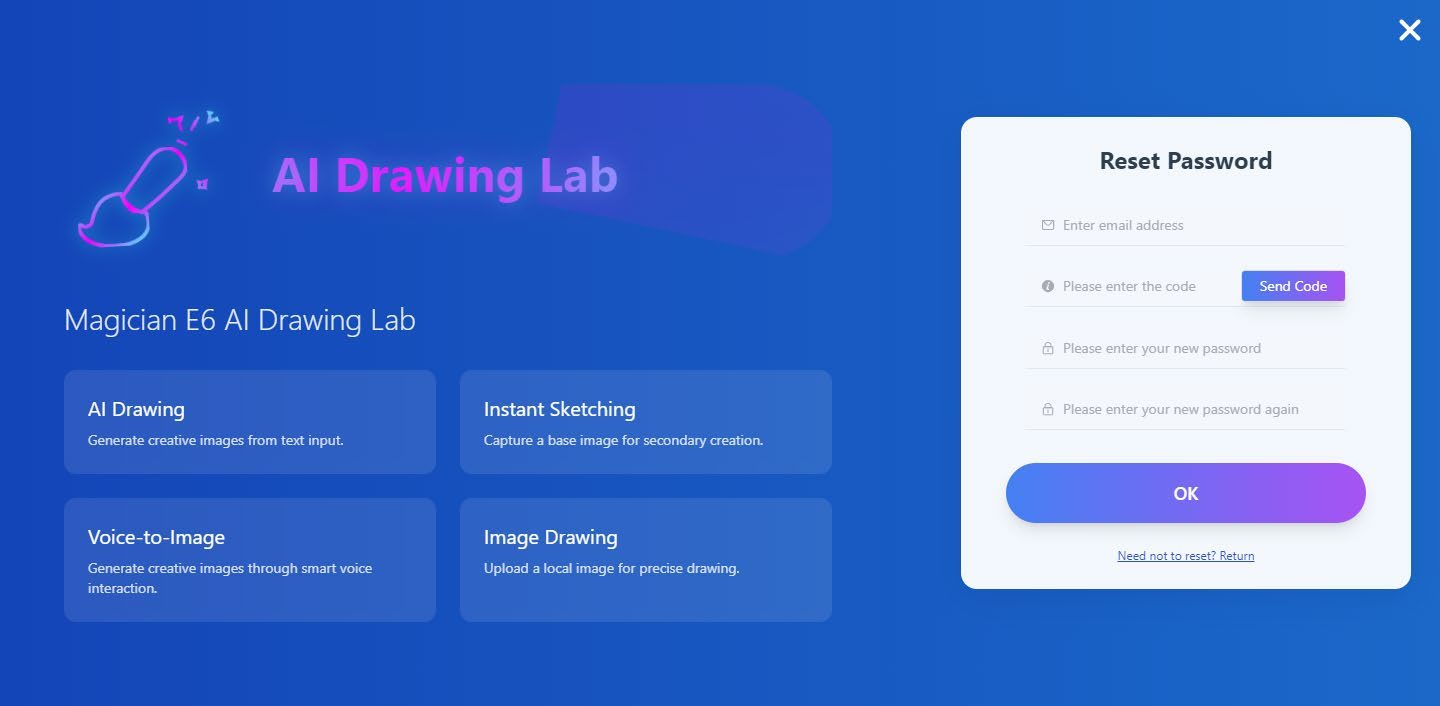 AI Drawing Lab
Magician E6 AI Drawing Lab
AI Drawing
Generate creative images from text input.
Instant Sketching
Capture a base image for secondary creation.
Voice-to-Image
Generate creative images through smart voice
interaction.
Image Drawing
Upload a local image for precise drawing.
Reset Password
Enter email address
Please enter the code
Send Code
Please enter your new password
Please enter your new password again
OK
Need not to reset? Return